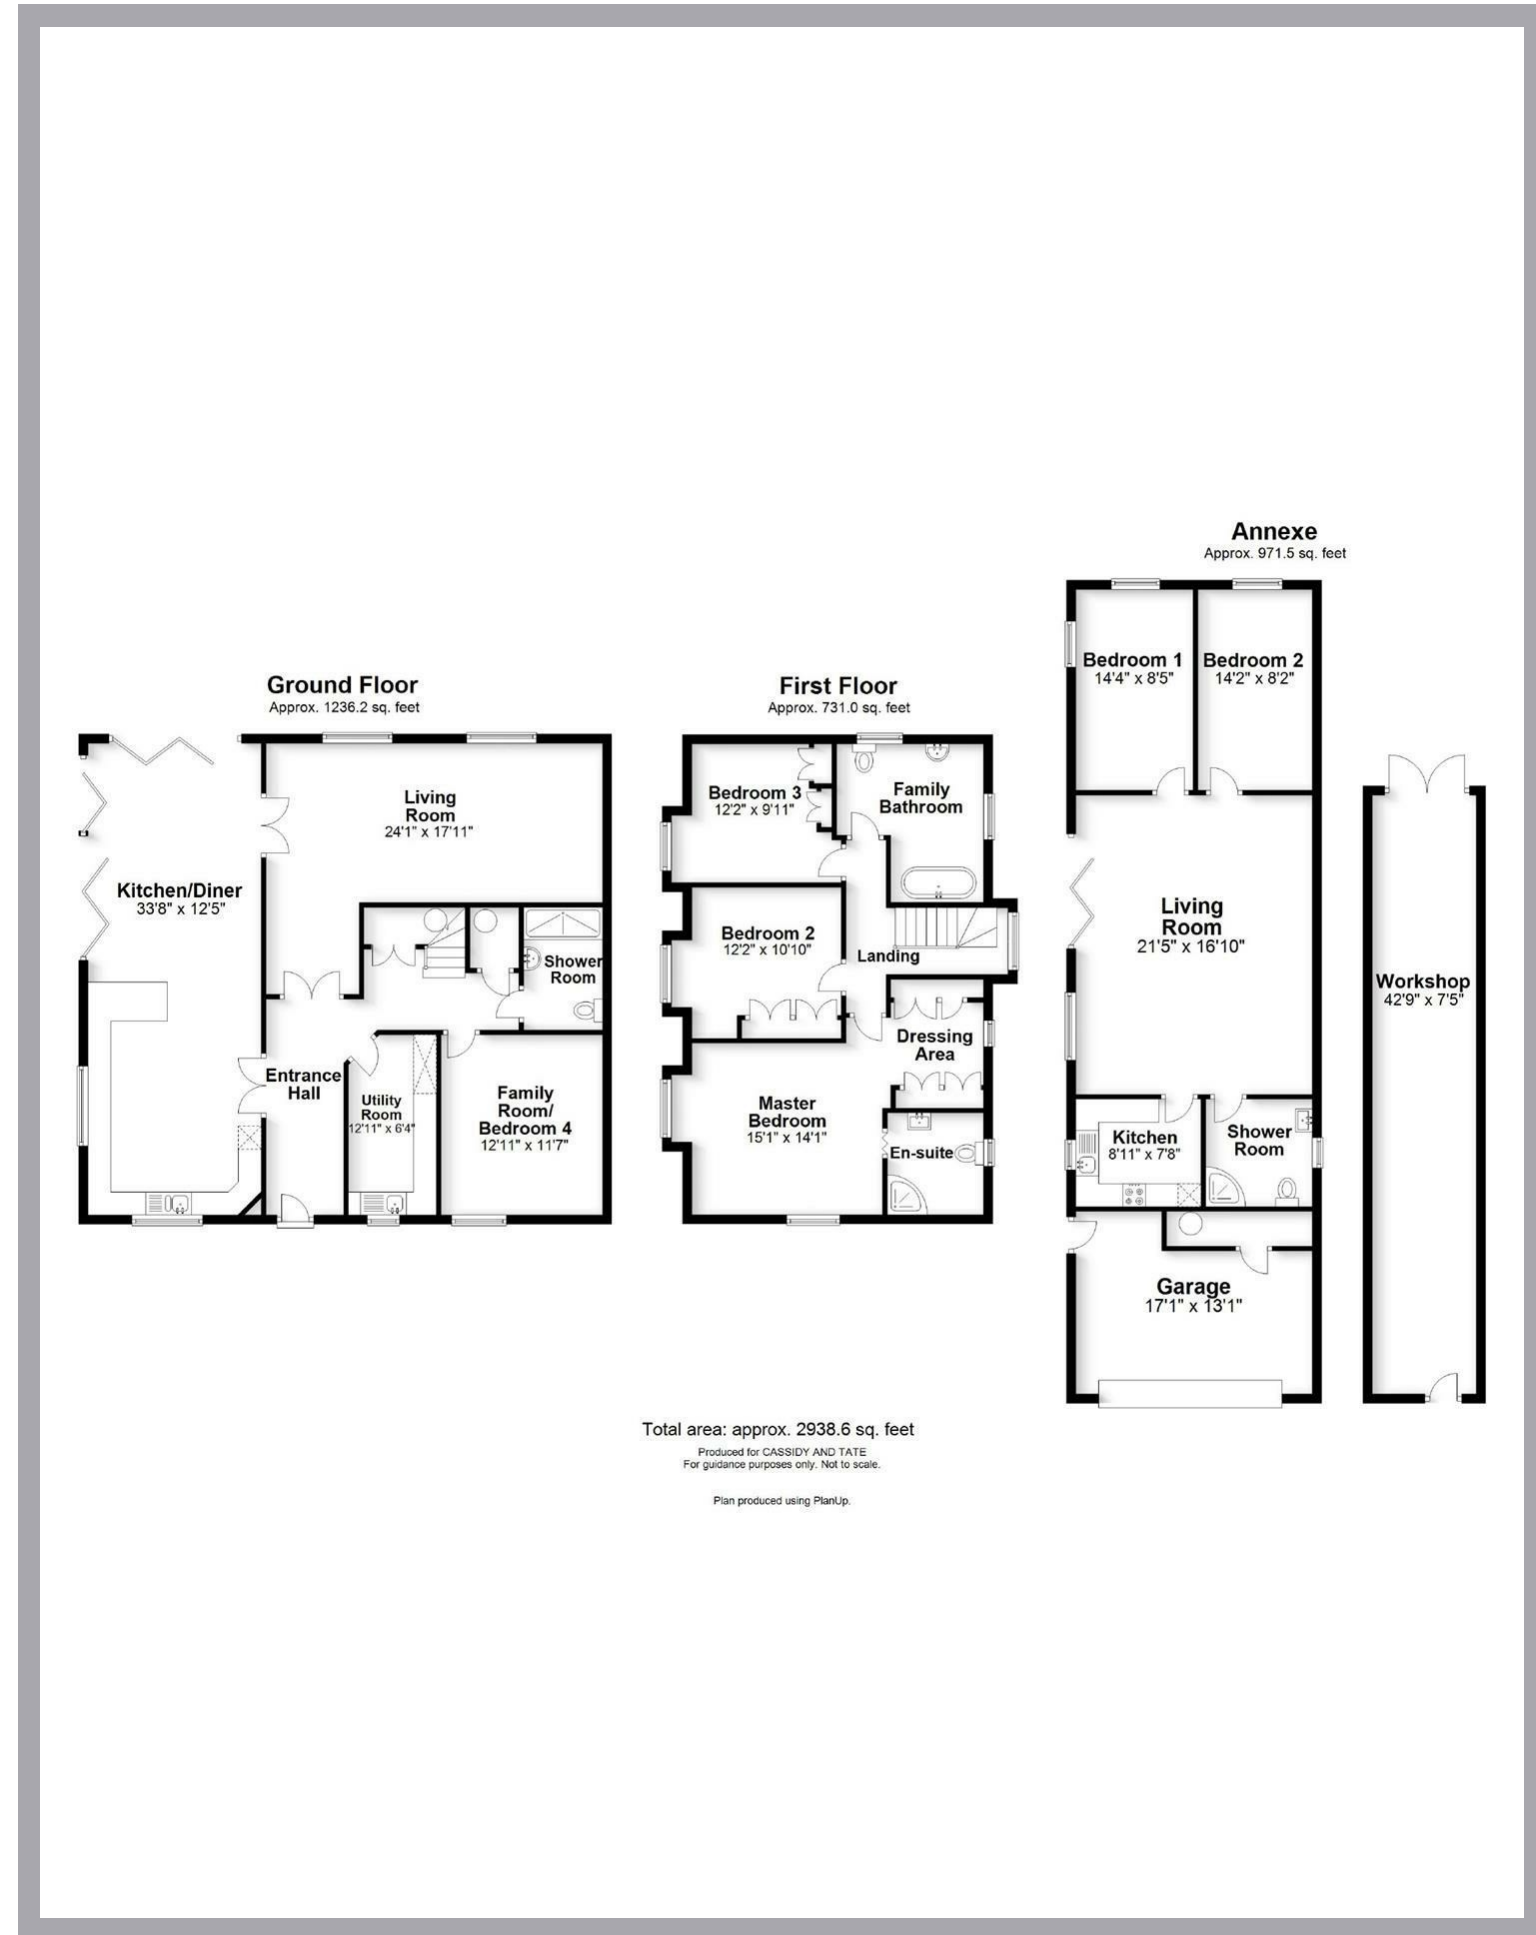 Ground Floor
Approx. 1236.2 sq. feet
Living
Room
24'1" x 17'11"
Kitchen/Diner
33'8" x 12'5"
Shower
Room
Entrance
Hall
Utility
Room
12'11" x 6'4"
Family
Room/
Bedroom 4
12'11" x 11'7"
First Floor
Approx. 731.0 sq. feet
Bedroom 3
12'2" x 9'11"
Family
Bathroom
Bedroom 2
12'2" x 10'10"
Landing
Dressing
Area
Master
Bedroom
15'1" x 14'1"
En-suite
Annexe
Approx. 971.5 sq. feet
Bedroom 1
14'4" x 8'5"
Bedroom 2
14'2" x 8'2"
Living
Room
21'5" x 16'10"
Kitchen
8'11" x 7'8"
Shower
Room
Garage
17'1" x 13'1"
Workshop
42'9" x 7'5"
Total area: approx. 2938.6 sq. feet
Produced for CASSIDY AND TATE
For guidance purposes only. Not to scale.
Plan produced using PlanUp.